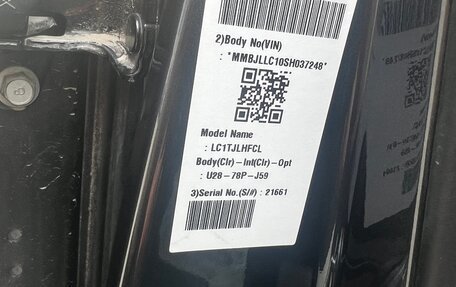 2)Body No(VIN)
: *MMBJLLC10SH037248*
Model Name
: LC1TJLHFCL
Body(Clr)-Int(Clr)-Opt
: U28-78P-J59
3)Serial No.(S/#) : 21661